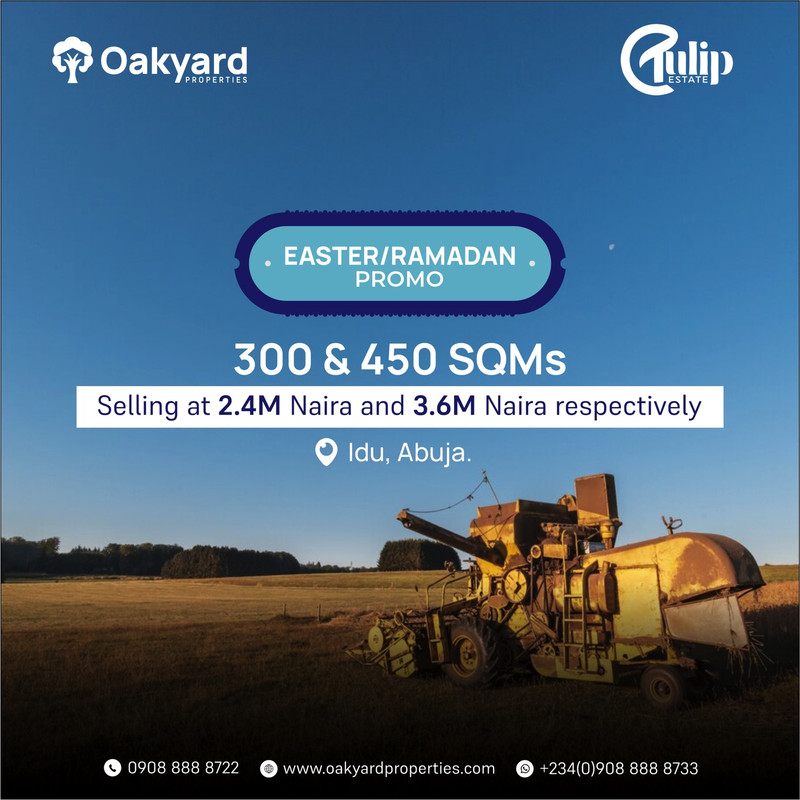 Oakyard
PROPERTIES
Tulip
ESTATE
EASTER/RAMADAN
PROMO
300 & 450 SQMs
Selling at 2.4M Naira and 3.6M Naira respectively
Idu, Abuja.
0908 888 8722 www.oakyardproperties.com +234(0)908 888 8733